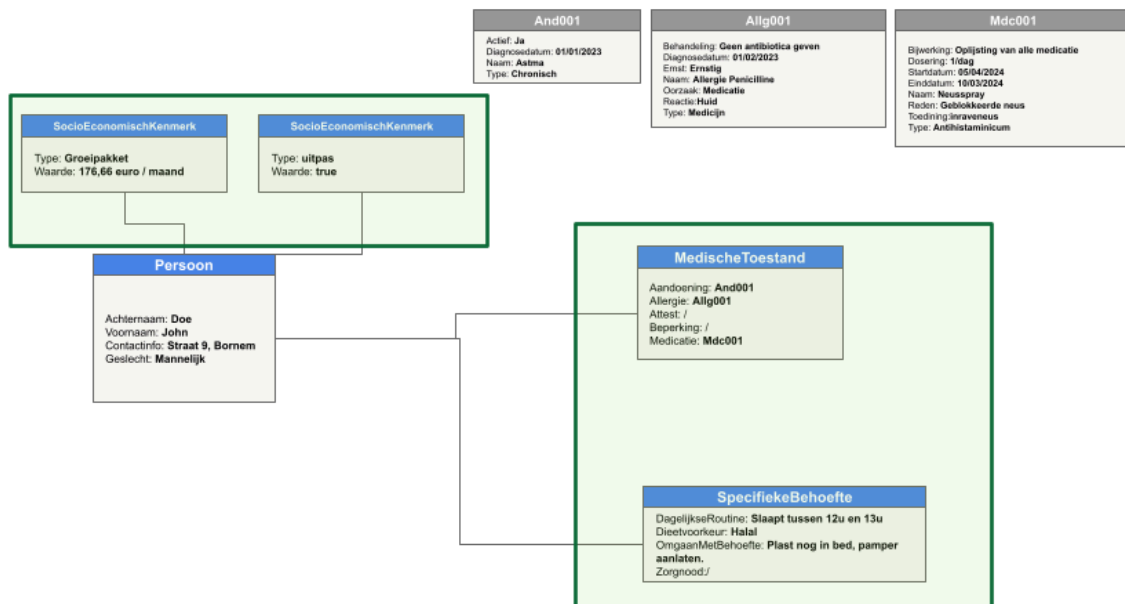 And001
Actief: Ja
Diagnosedatum: 01/01/2023
Naam: Astma
Type: Chronisch
Allg001
Behandeling: Geen antibiotica geven
Diagnosedatum: 01/02/2023
Ernst: Ernstig
Naam: Allergie Penicilline
Oorzaak: Medicatie
Reactie:Huid
Type: Medicijn
Mdc001
Bijwerking: Oplijsting van alle medicatie
Dosering: 1/dag
Startdatum: 05/04/2024
Einddatum: 10/03/2024
Naam: Neusspray
Reden: Geblokkeerde neus
Toedining:inraveneus
Type: Antihistaminicum
SocioEconomischKenmerk
Type: Groeipakket
Waarde: 176,66 euro / maand
SocioEconomischKenmerk
Type: uitpas
Waarde: true
Persoon
Achternaam: Doe
Voornaam: John
Contactinfo: Straat 9, Bornem
Geslecht: Mannelijk
MedischeToestand
Aandoening: And001
Allergie: Allg001
Attest: /
Beperking: /
Medicatie: Mdc001
SpecifiekeBehoefte
DagelijkseRoutine: Slaapt tussen 12u en 13u
Dieetvoorkeur: Halal
OmgaanMetBehoefte: Plast nog in bed, pamper
aanlaten.
Zorgnood:/